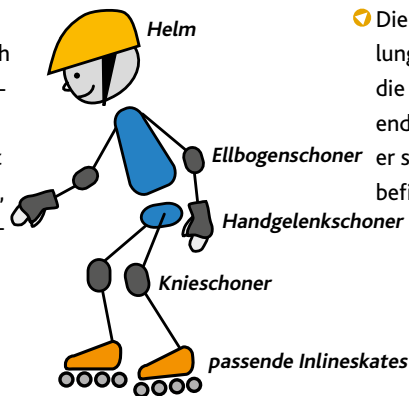 h
-
t
,
-
Helm
Ellbogenschoner
Handgelenkschoner
Knieschoner
passende Inlineskates
Die
lung
die
end
er s
befi